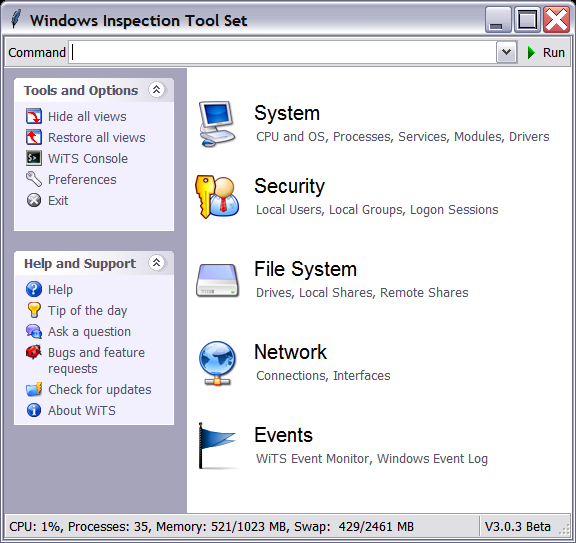 Windows Inspection Tool Set
Command
Run
Tools and Options
Hide all views
Restore all views
WiTS Console
Preferences
Exit
Help and Support
Help
Tip of the day
Ask a question
Bugs and feature
requests
Check for updates
About WiTS
System
CPU and OS, Processes, Services, Modules, Drivers
Security
Local Users, Local Groups, Logon Sessions
File System
Drives, Local Shares, Remote Shares
Network
Connections, Interfaces
Events
WiTS Event Monitor, Windows Event Log
CPU: 1%, Processes: 35, Memory: 521/1023 MB, Swap: 429/2461 MB
V3.0.3 Beta